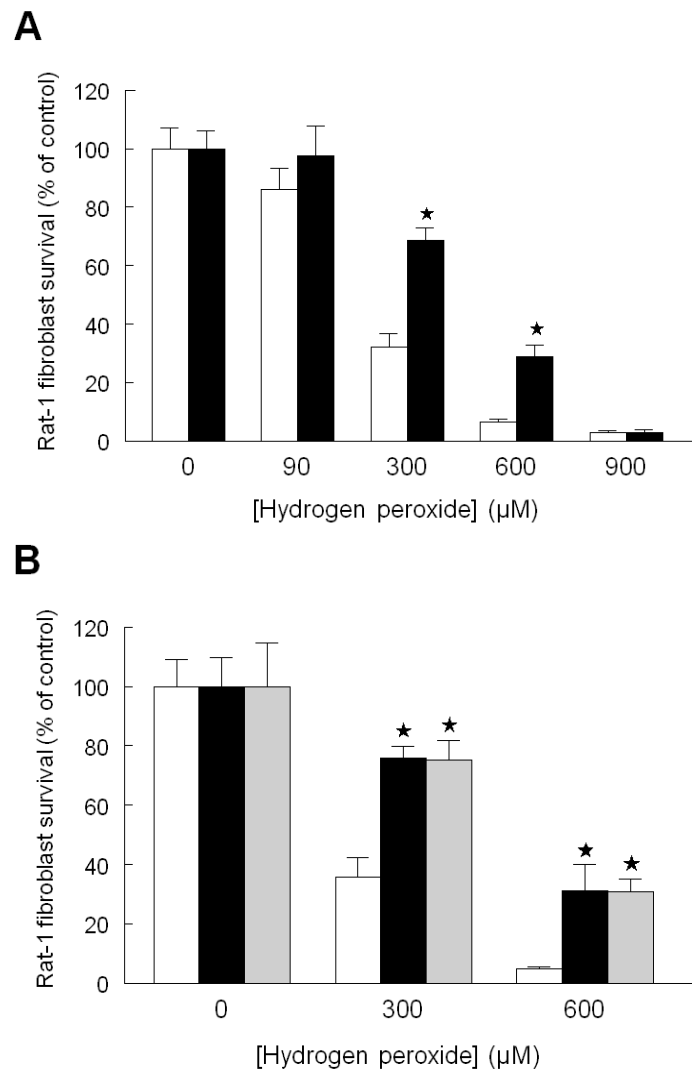 A
Rat-1 fibroblast survival (% of control)
120
100
80
60
40
20
0
0 90 300 600 900
[Hydrogen peroxide] (µM)
B
Rat-1 fibroblast survival (% of control)
120
100
80
60
40
20
0
0 300 600
[Hydrogen peroxide] (µM)